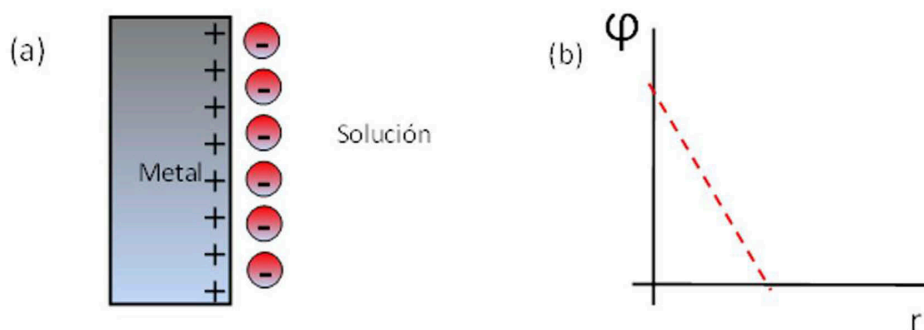 (a)
+
+
+
+
+
+
+
+
-
-
-
-
-
-
Metal
Solución
φ
(b)
r